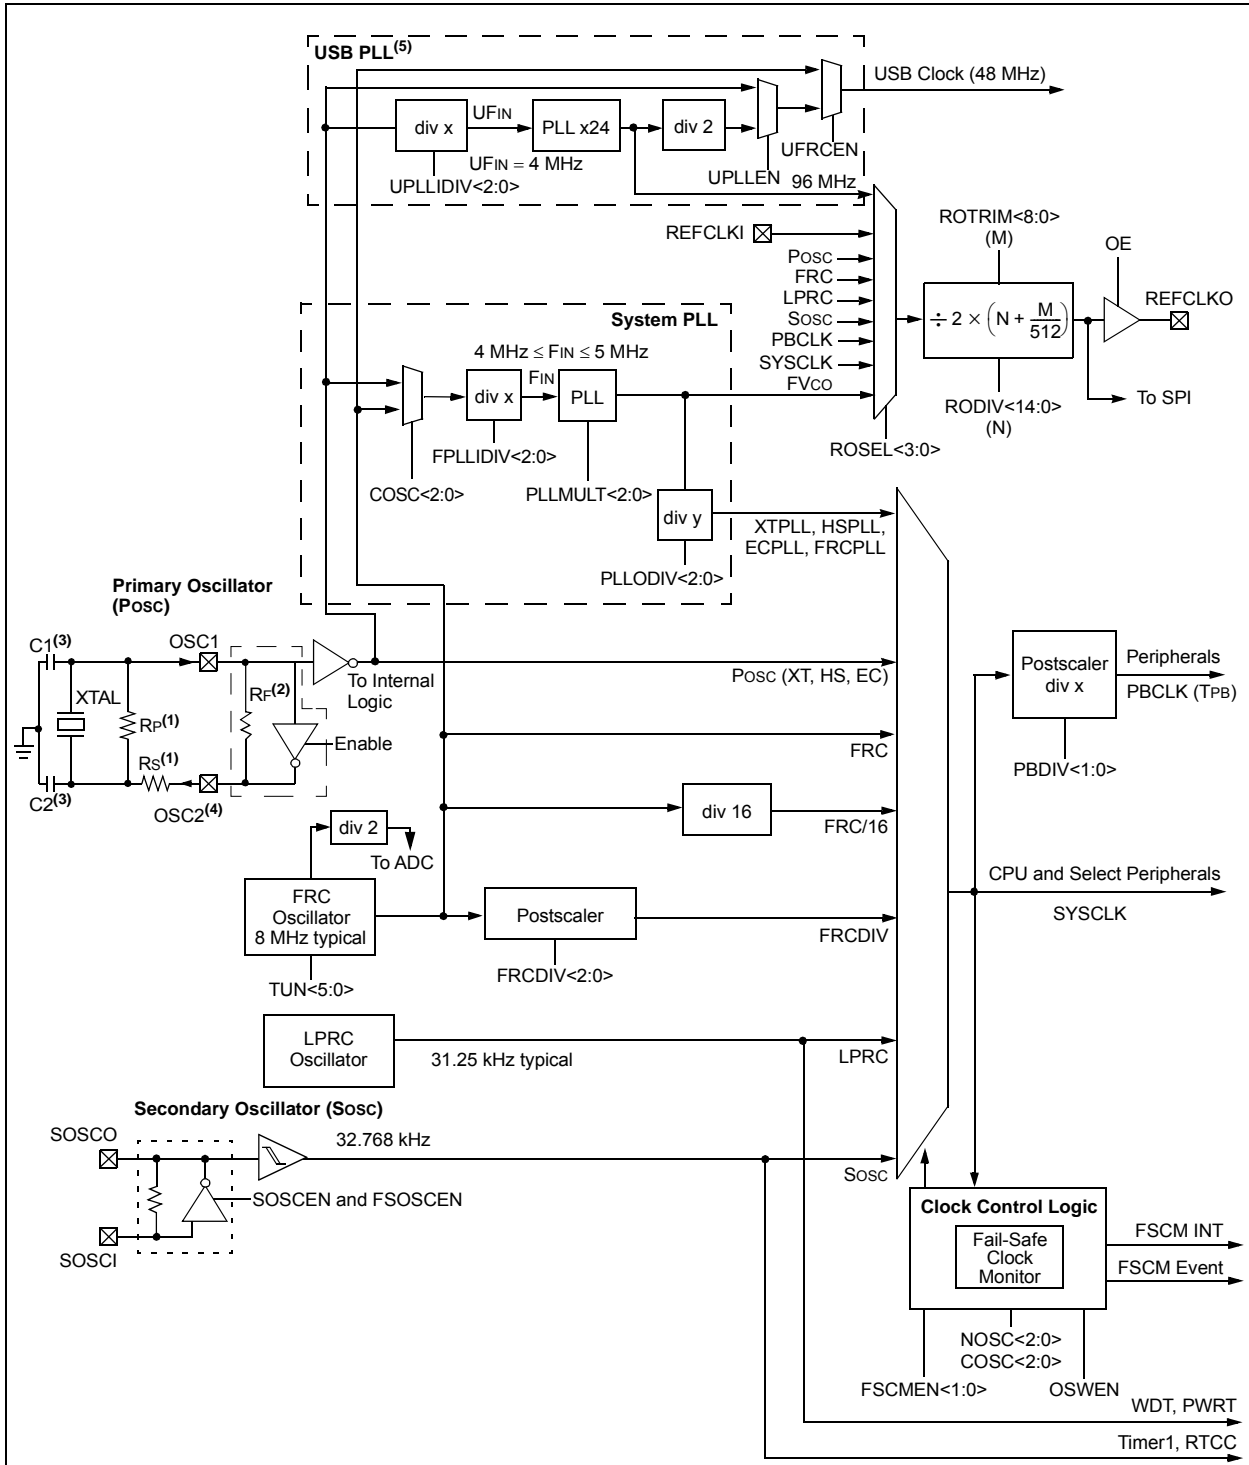 USB PLL(5)
USB Clock (48 MHz)
div x
UFIN
PLL x24
div 2
UFIN = 4 MHz
UFRCEN
UPLLIDIV<2:0>
UPLLEN
96 MHz
REFCLKI
POSC
FRC
LPRC
SOSC
PBCLK
SYSCLK
FVCO
ROTRIM<8:0>
(M)
OE
REFCLKO
÷ 2 × (N + M/512)
To SPI
RODIV<14:0>
(N)
ROSEL<3:0>
System PLL
4 MHz ≤ FIN ≤ 5 MHz
FIN
div x
PLL
FPLLIDIV<2:0>
COSC<2:0>
PLLMULT<2:0>
div y
XTPLL, HSPLL,
ECPLL, FRCPLL
PLLODIV<2:0>
Primary Oscillator
(POSC)
C1(3)
OSC1
XTAL
RP(1)
RF(2)
To Internal
Logic
Enable
RS(1)
C2(3)
OSC2(4)
POSC (XT, HS, EC)
Postscaler
div x
Peripherals
PBCLK (TPB)
PBDIV<1:0>
FRC
div 16
FRC/16
div 2
To ADC
FRC
Oscillator
8 MHz typical
TUN<5:0>
Postscaler
FRCDIV<2:0>
FRCDIV
CPU and Select Peripherals
SYSCLK
LPRC
Oscillator
31.25 kHz typical
LPRC
Secondary Oscillator (SOSC)
SOSCO
32.768 kHz
SOSCEN and FSOSCEN
SOSCI
SOSC
Clock Control Logic
Fail-Safe
Clock
Monitor
FSCM INT
FSCM Event
NOSC<2:0>
COSC<2:0>
FSCMEN<1:0>
OSWEN
WDT, PWRT
Timer1, RTCC